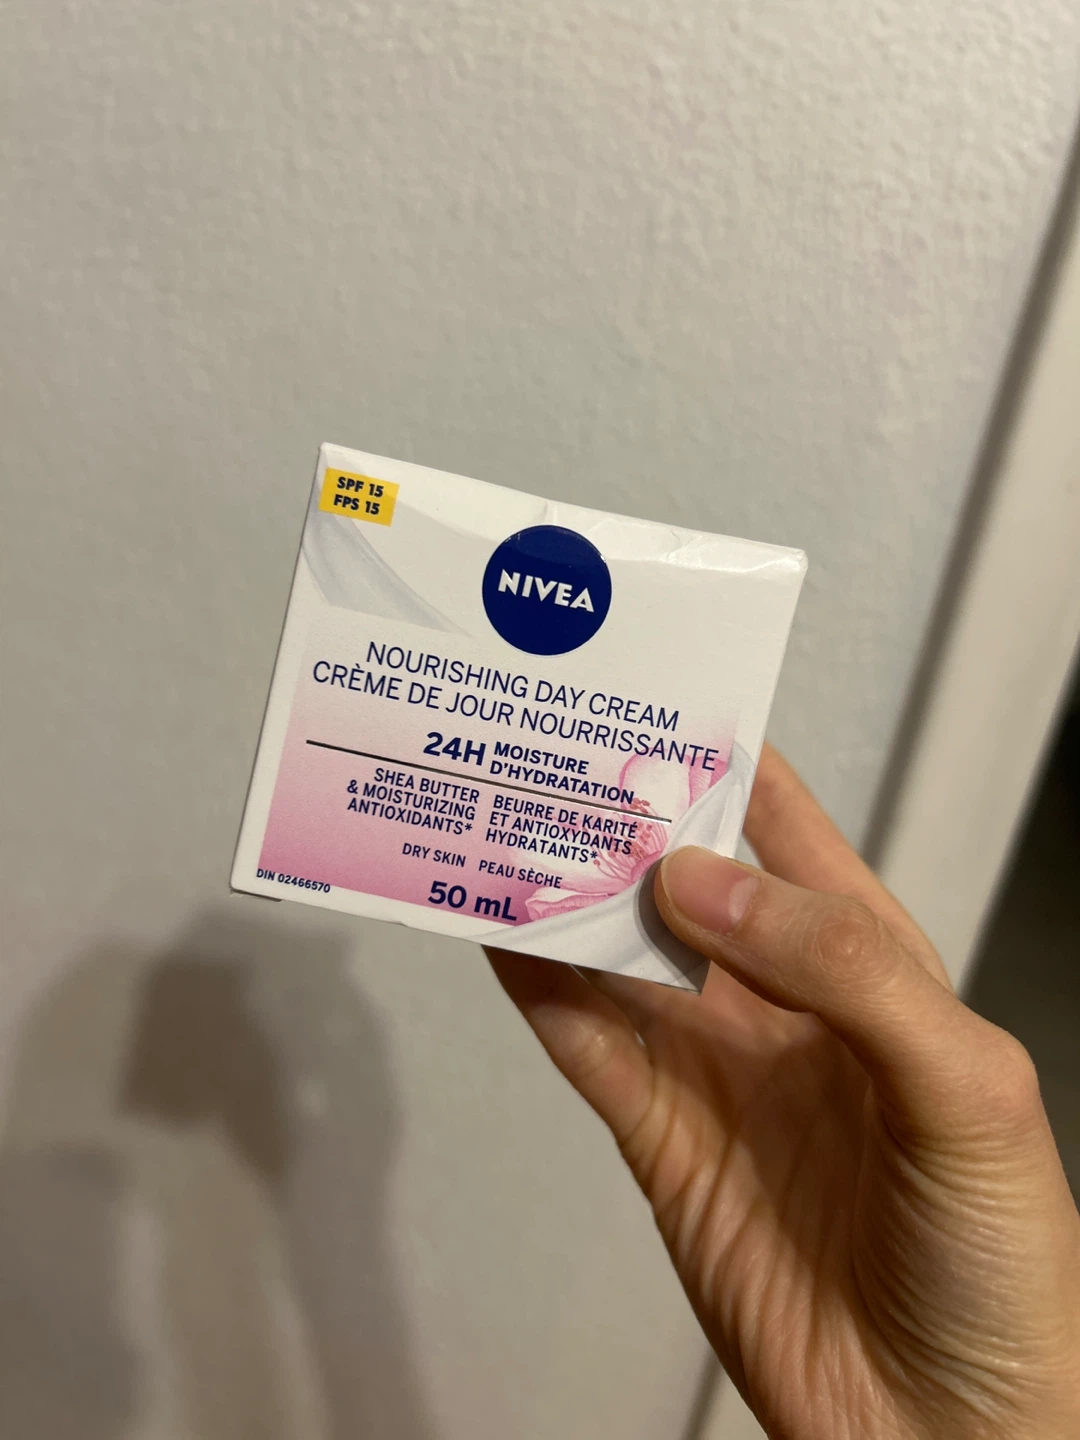 SPF 15
FPS 15
NIVEA
NOURISHING DAY CREAM
CRÈME DE JOUR NOURRISSANTE
24H MOISTURE
D'HYDRATATION
SHEA BUTTER
& MOISTURIZING
ANTIOXIDANTS*
BEURRE DE KARITÉ
ET ANTIOXYDANTS
HYDRATANTS*
DRY SKIN PEAU SÈCHE
50 mL
DIN 02466570